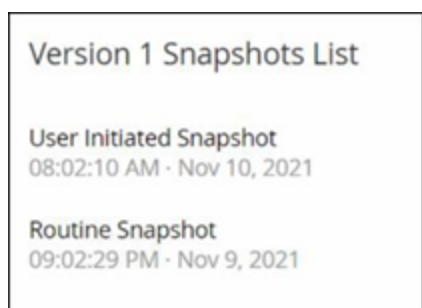 Version 1 Snapshots List
User Initiated Snapshot
08:02:10 AM · Nov 10, 2021
Routine Snapshot
09:02:29 PM · Nov 9, 2021